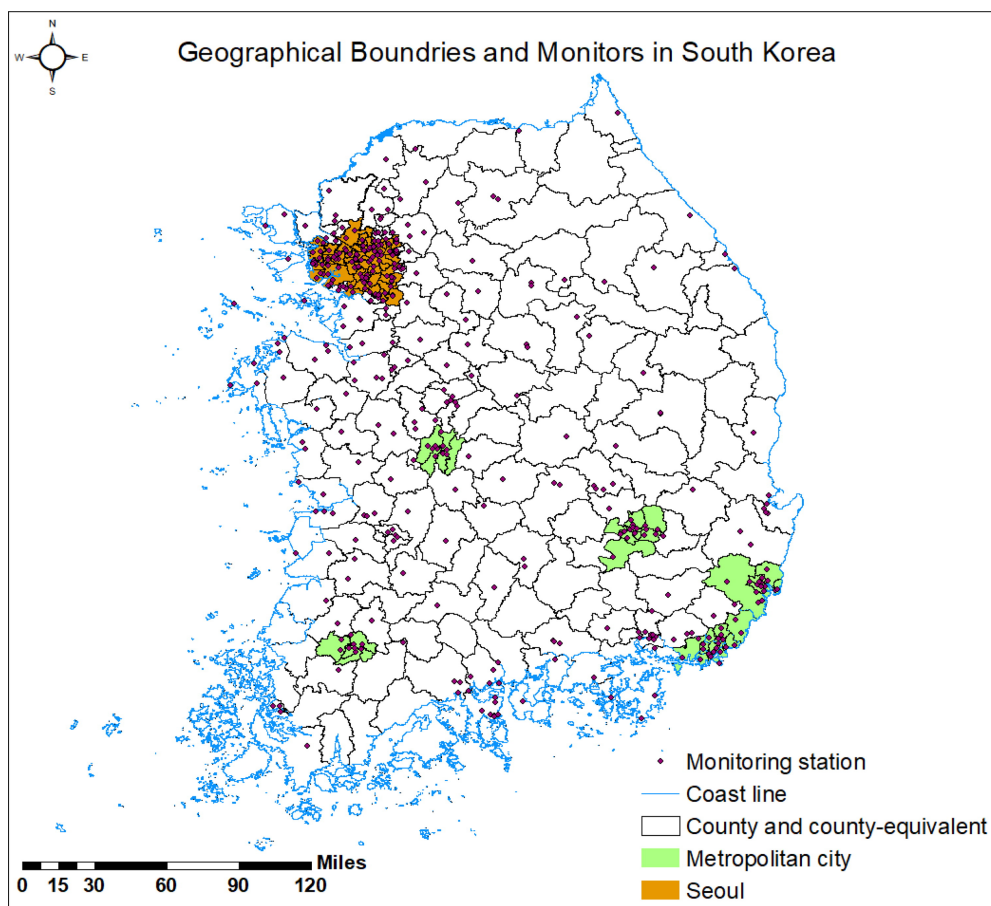 N
Geographical Boundries and Monitors in South Korea
W E
S
Monitoring station
Coast line
County and county-equivalent
Metropolitan city
Seoul
Miles
0 15 30 60 90 120